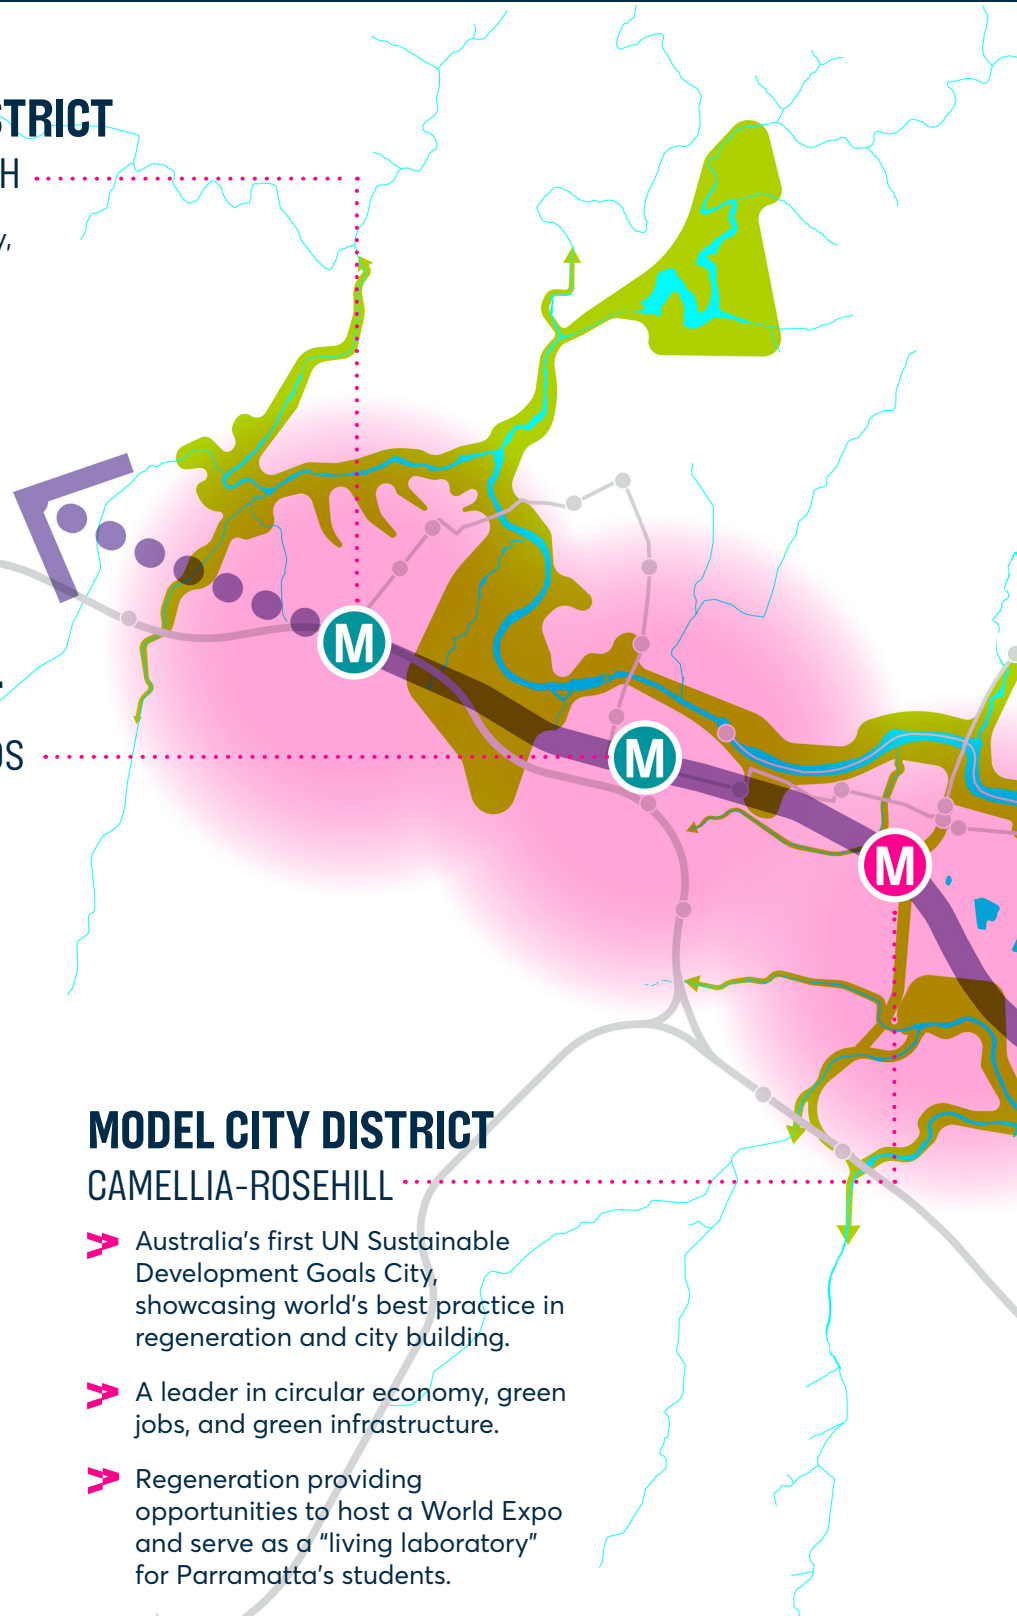 STRICT
H
y,
DS
M
M
M
MODEL CITY DISTRICT
CAMELLIA-ROSEHILL
Australia's first UN Sustainable
Development Goals City,
showcasing world's best practice in
regeneration and city building.
A leader in circular economy, green
jobs, and green infrastructure.
Regeneration providing
opportunities to host a World Expo
and serve as a "living laboratory"
for Parramatta's students.